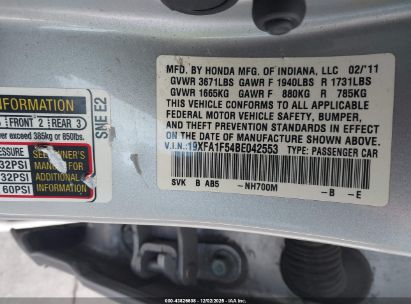 MFD. BY HONDA MFG. OF INDIANA, LLC 02/'11
GVWR 3671LBS GAWR F 1940LBS R 1731LBS
GVWR 1665KG GAWR F 880KG R 785KG
THIS VEHICLE CONFORMS TO ALL APPLICABLE
FEDERAL MOTOR VEHICLE SAFETY, BUMPER,
AND THEFT PREVENTION STANDARDS IN EFFECT
ON THE DATE OF MANUFACTURE SHOWN ABOVE.
V.I.N.: 19XFA1F54BE042553 TYPE: PASSENGER CAR
SVK B AB5 -NH700M -B -E
INFORMATION
FRONT 2 REAR 3
exceed 385kg or 850lbs.
SNE E2
PRESSURE
32PSI
32PSI
60PSI
SEE OWNER'S
MANUAL FOR
ADDITIONAL
INFORMATION